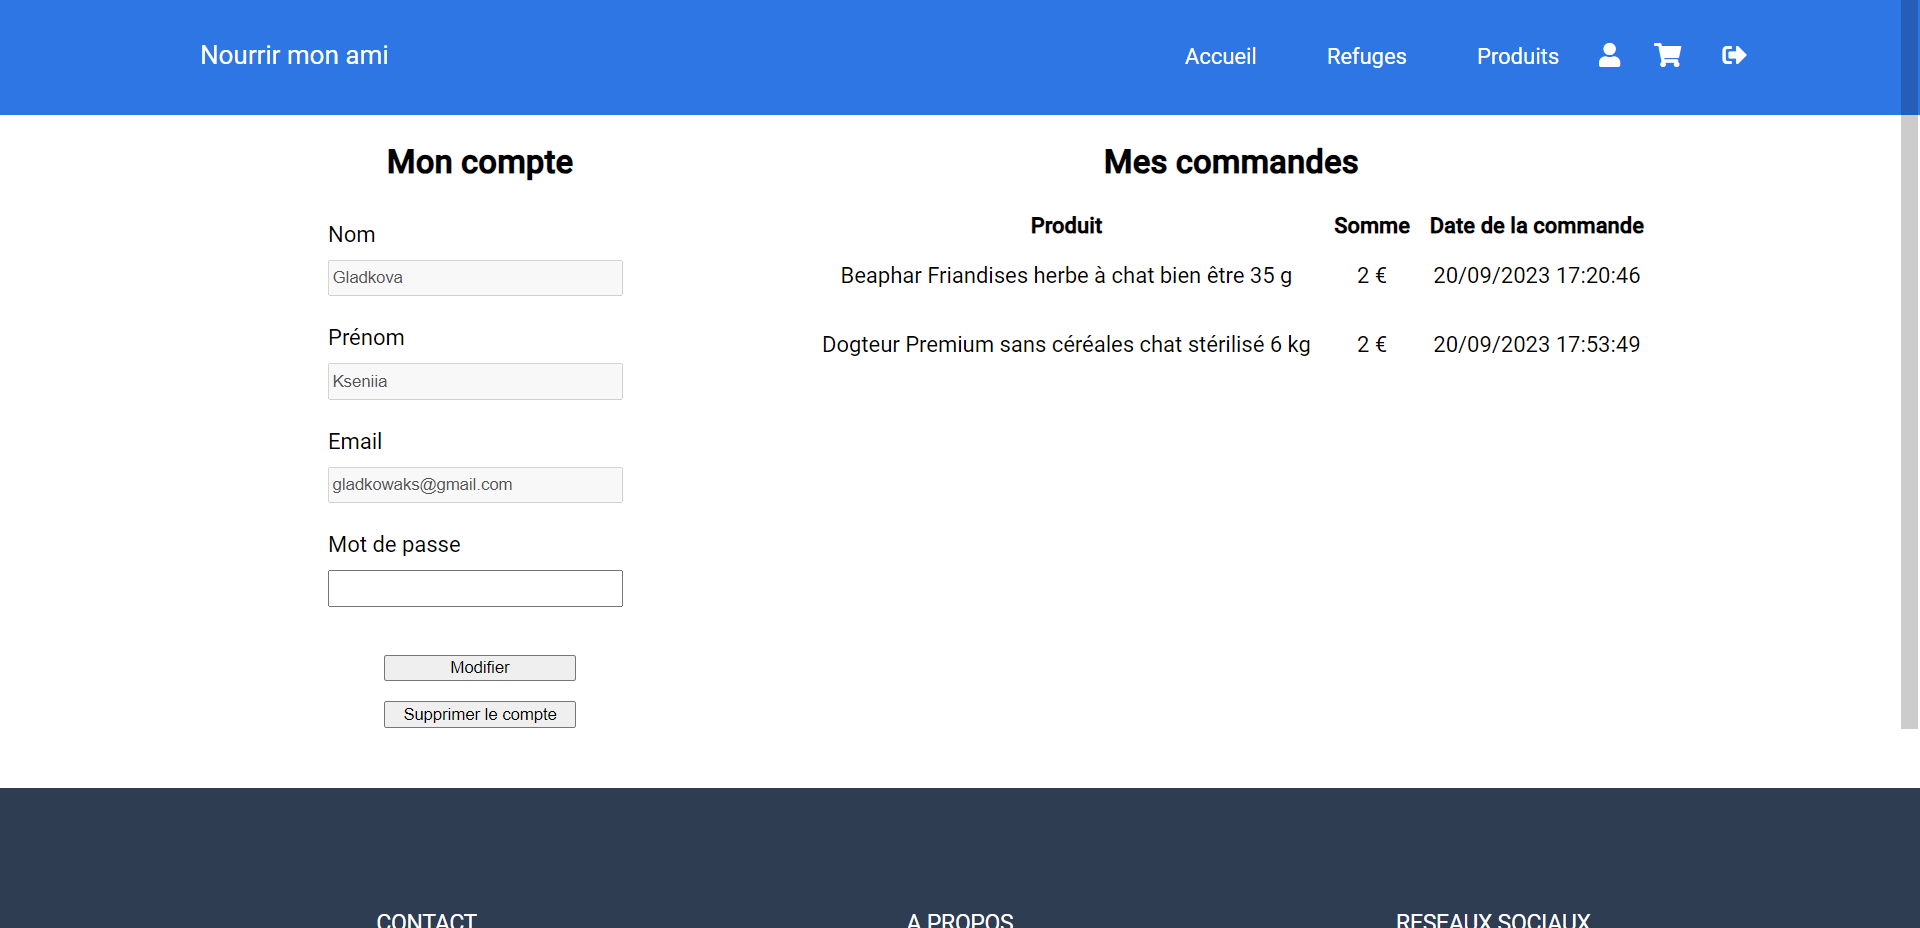 Nourrir mon ami
Accueil Refuges Produits
Mon compte
Nom
Gladkova
Prénom
Kseniia
Email
gladkowaks@gmail.com
Mot de passe
Modifier
Supprimer le compte
Mes commandes
Produit Somme Date de la commande
Beaphar Friandises herbe à chat bien être 35 g 2 € 20/09/2023 17:20:46
Dogteur Premium sans céréales chat stérilisé 6 kg 2 € 20/09/2023 17:53:49
CONTACT A PROPOS RESEAUX SOCIAUX